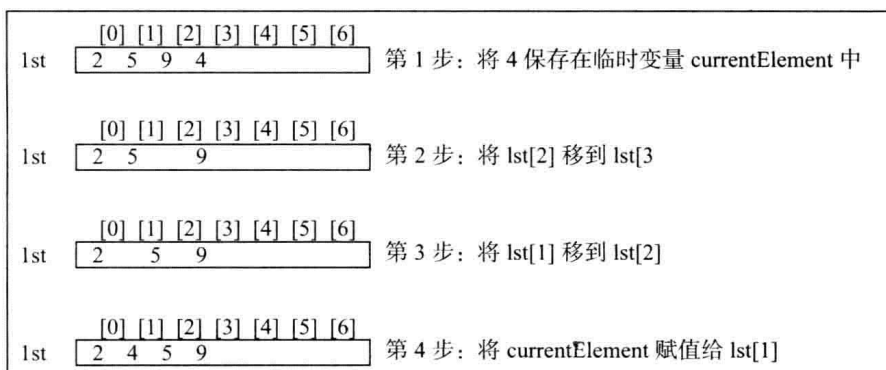 [0] [1] [2] [3] [4] [5] [6]
1st 2 5 9 4 第 1 步：将 4 保存在临时变量 currentElement 中
[0] [1] [2] [3] [4] [5] [6]
1st 2 5 9 第 2 步：将 lst[2] 移到 lst[3
[0] [1] [2] [3] [4] [5] [6]
1st 2 5 9 第 3 步：将 lst[1] 移到 lst[2]
[0] [1] [2] [3] [4] [5] [6]
1st 2 4 5 9 第 4 步：将 currentElement 赋值给 lst[1]